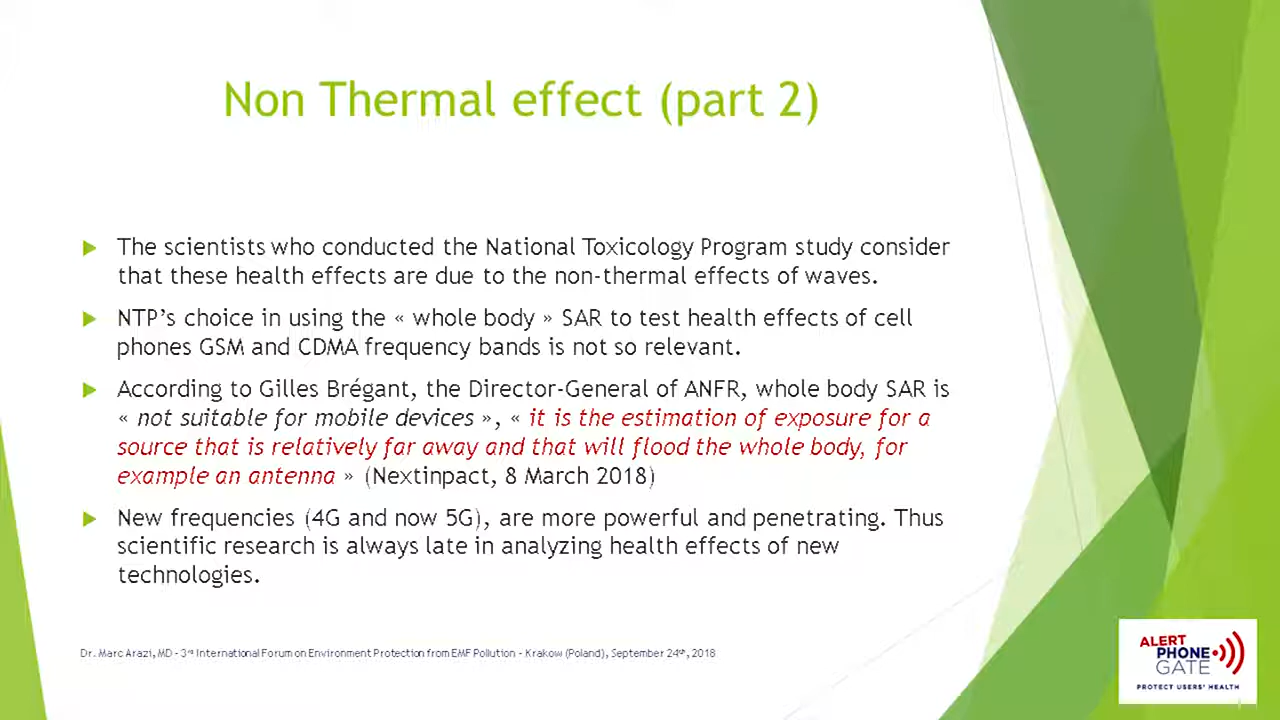 Non Thermal effect (part 2)
The scientists who conducted the National Toxicology Program study consider
that these health effects are due to the non-thermal effects of waves.
NTP’s choice in using the « whole body » SAR to test health effects of cell
phones GSM and CDMA frequency bands is not so relevant.
According to Gilles Brégant, the Director-General of ANFR, whole body SAR is
« not suitable for mobile devices », « it is the estimation of exposure for a
source that is relatively far away and that will flood the whole body, for
example an antenna » (Nextinpact, 8 March 2018)
New frequencies (4G and now 5G), are more powerful and penetrating. Thus
scientific research is always late in analyzing health effects of new
technologies.
Dr. Marc Arazi, MD - 3rd International Forum on Environment Protection from EMF Pollution - Krakow (Poland), September 24th, 2018
ALERT
PHONE
GATE
PROTECT USERS' HEALTH